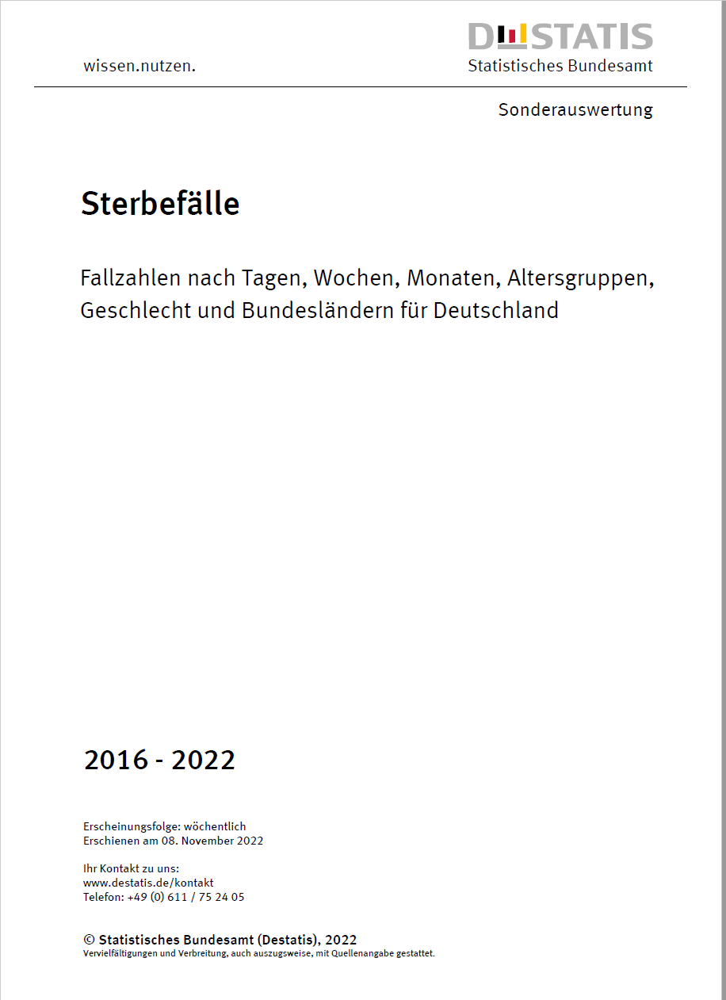 wissen.nutzen.
DESTATIS
Statistisches Bundesamt
Sonderauswertung
Sterbefälle
Fallzahlen nach Tagen, Wochen, Monaten, Altersgruppen,
Geschlecht und Bundesländern für Deutschland
2016 - 2022
Erscheinungsfolge: wöchentlich
Erschienen am 08. November 2022
Ihr Kontakt zu uns:
www.destatis.de/kontakt
Telefon: +49 (0) 611 / 75 24 05
© Statistisches Bundesamt (Destatis), 2022
Vervielfältigungen und Verbreitung, auch auszugsweise, mit Quellenangabe gestattet.